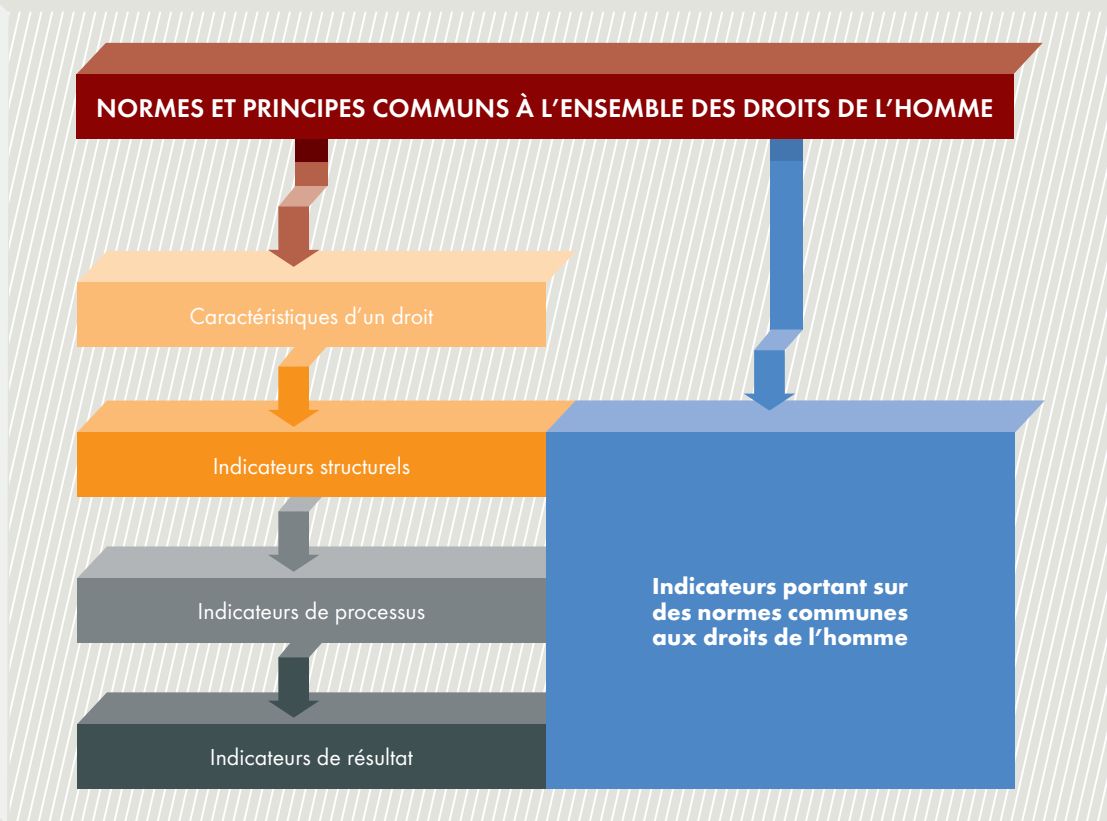 NORMES ET PRINCIPES COMMUNS À L’ENSEMBLE DES DROITS DE L’HOMME
Caractéristiques d’un droit
Indicateurs structurels
Indicateurs de processus
Indicateurs de résultat
Indicateurs portant sur
des normes communes
aux droits de l’homme